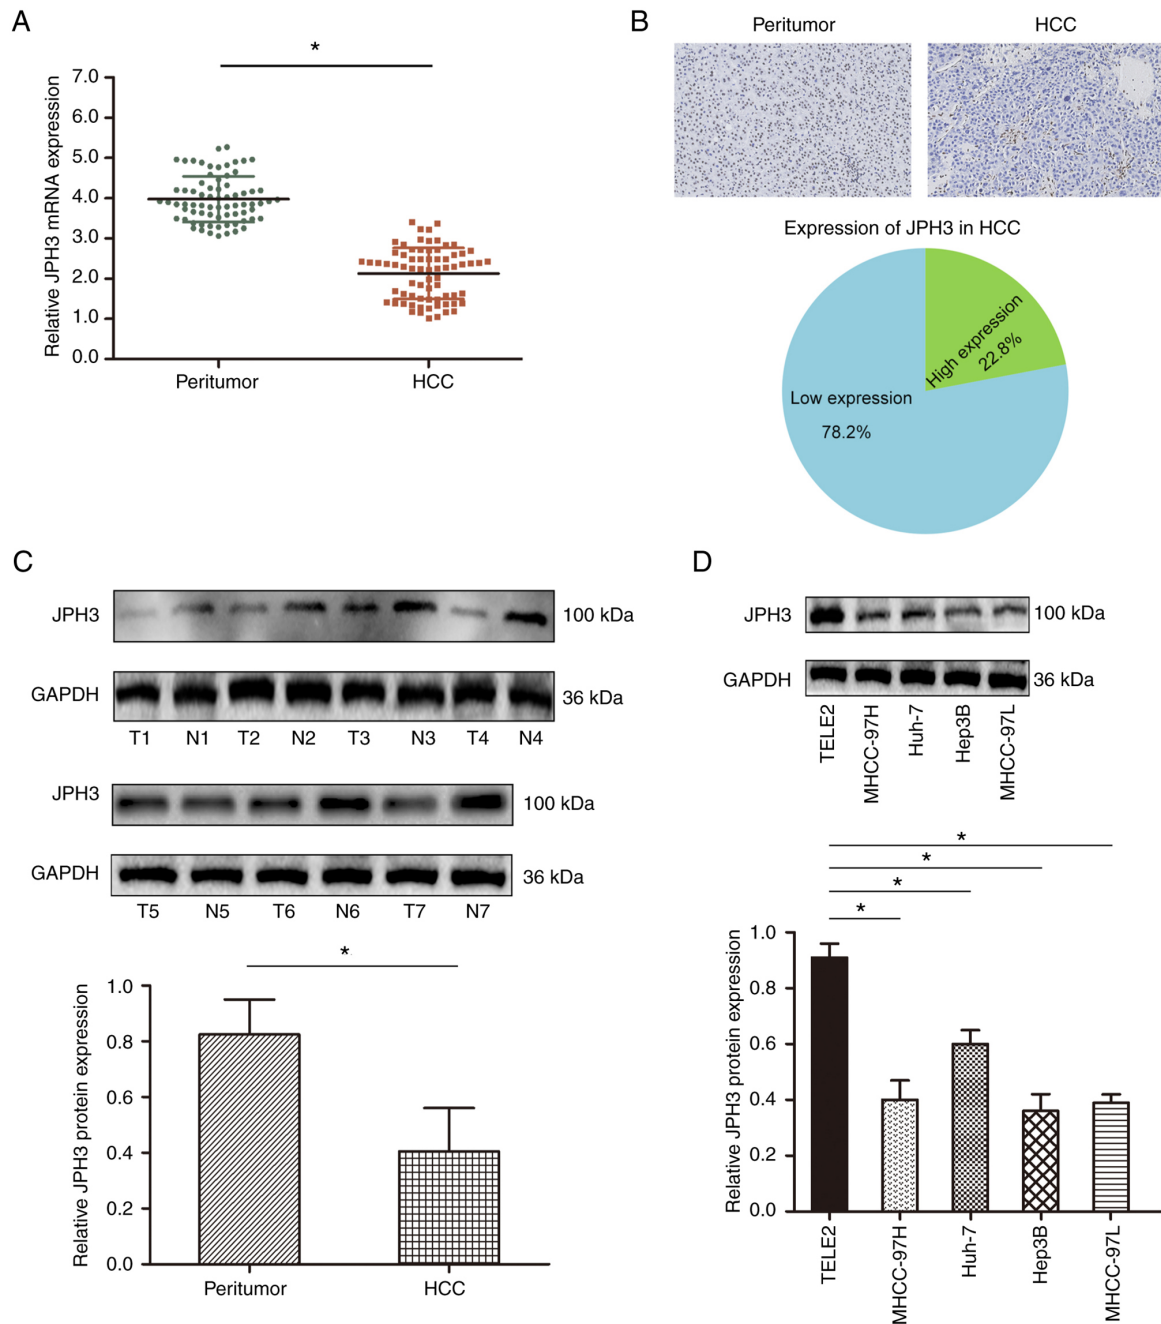 A
*
Relative JPH3 mRNA expression
7.0
6.0
5.0
4.0
3.0
2.0
1.0
0.0
Peritumor HCC
B
Peritumor HCC
Expression of JPH3 in HCC
High expression
22.8%
Low expression
78.2%
C
JPH3 100 kDa
GAPDH 36 kDa
T1 N1 T2 N2 T3 N3 T4 N4
JPH3 100 kDa
GAPDH 36 kDa
T5 N5 T6 N6 T7 N7
*
Relative JPH3 protein expression
1.0
0.8
0.6
0.4
0.2
0.0
Peritumor HCC
D
JPH3 100 kDa
GAPDH 36 kDa
TELE2
MHCC-97H
Huh-7
Hep3B
MHCC-97L
*
*
*
*
Relative JPH3 protein expression
1.0
0.8
0.6
0.4
0.2
0.0
TELE2
MHCC-97H
Huh-7
Hep3B
MHCC-97L